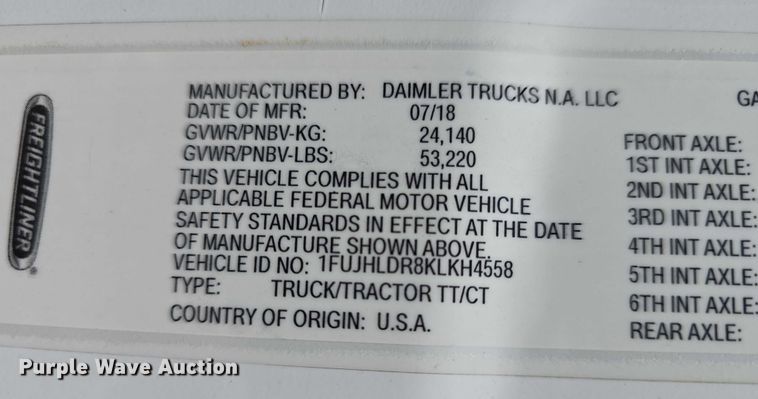 FREIGHTLINER
MANUFACTURED BY: DAIMLER TRUCKS N.A. LLC
DATE OF MFR: 07/18
GVWR/PNBV-KG: 24,140
GVWR/PNBV-LBS: 53,220
THIS VEHICLE COMPLIES WITH ALL
APPLICABLE FEDERAL MOTOR VEHICLE
SAFETY STANDARDS IN EFFECT AT THE DATE
OF MANUFACTURE SHOWN ABOVE.
VEHICLE ID NO: 1FUJHLDR8KLKH4558
TYPE: TRUCK/TRACTOR TT/CT
COUNTRY OF ORIGIN: U.S.A.
GA
FRONT AXLE:
1ST INT AXLE:
2ND INT AXLE:
3RD INT AXLE:
4TH INT AXLE:
5TH INT AXLE:
6TH INT AXLE:
REAR AXLE:
Purple Wave Auction